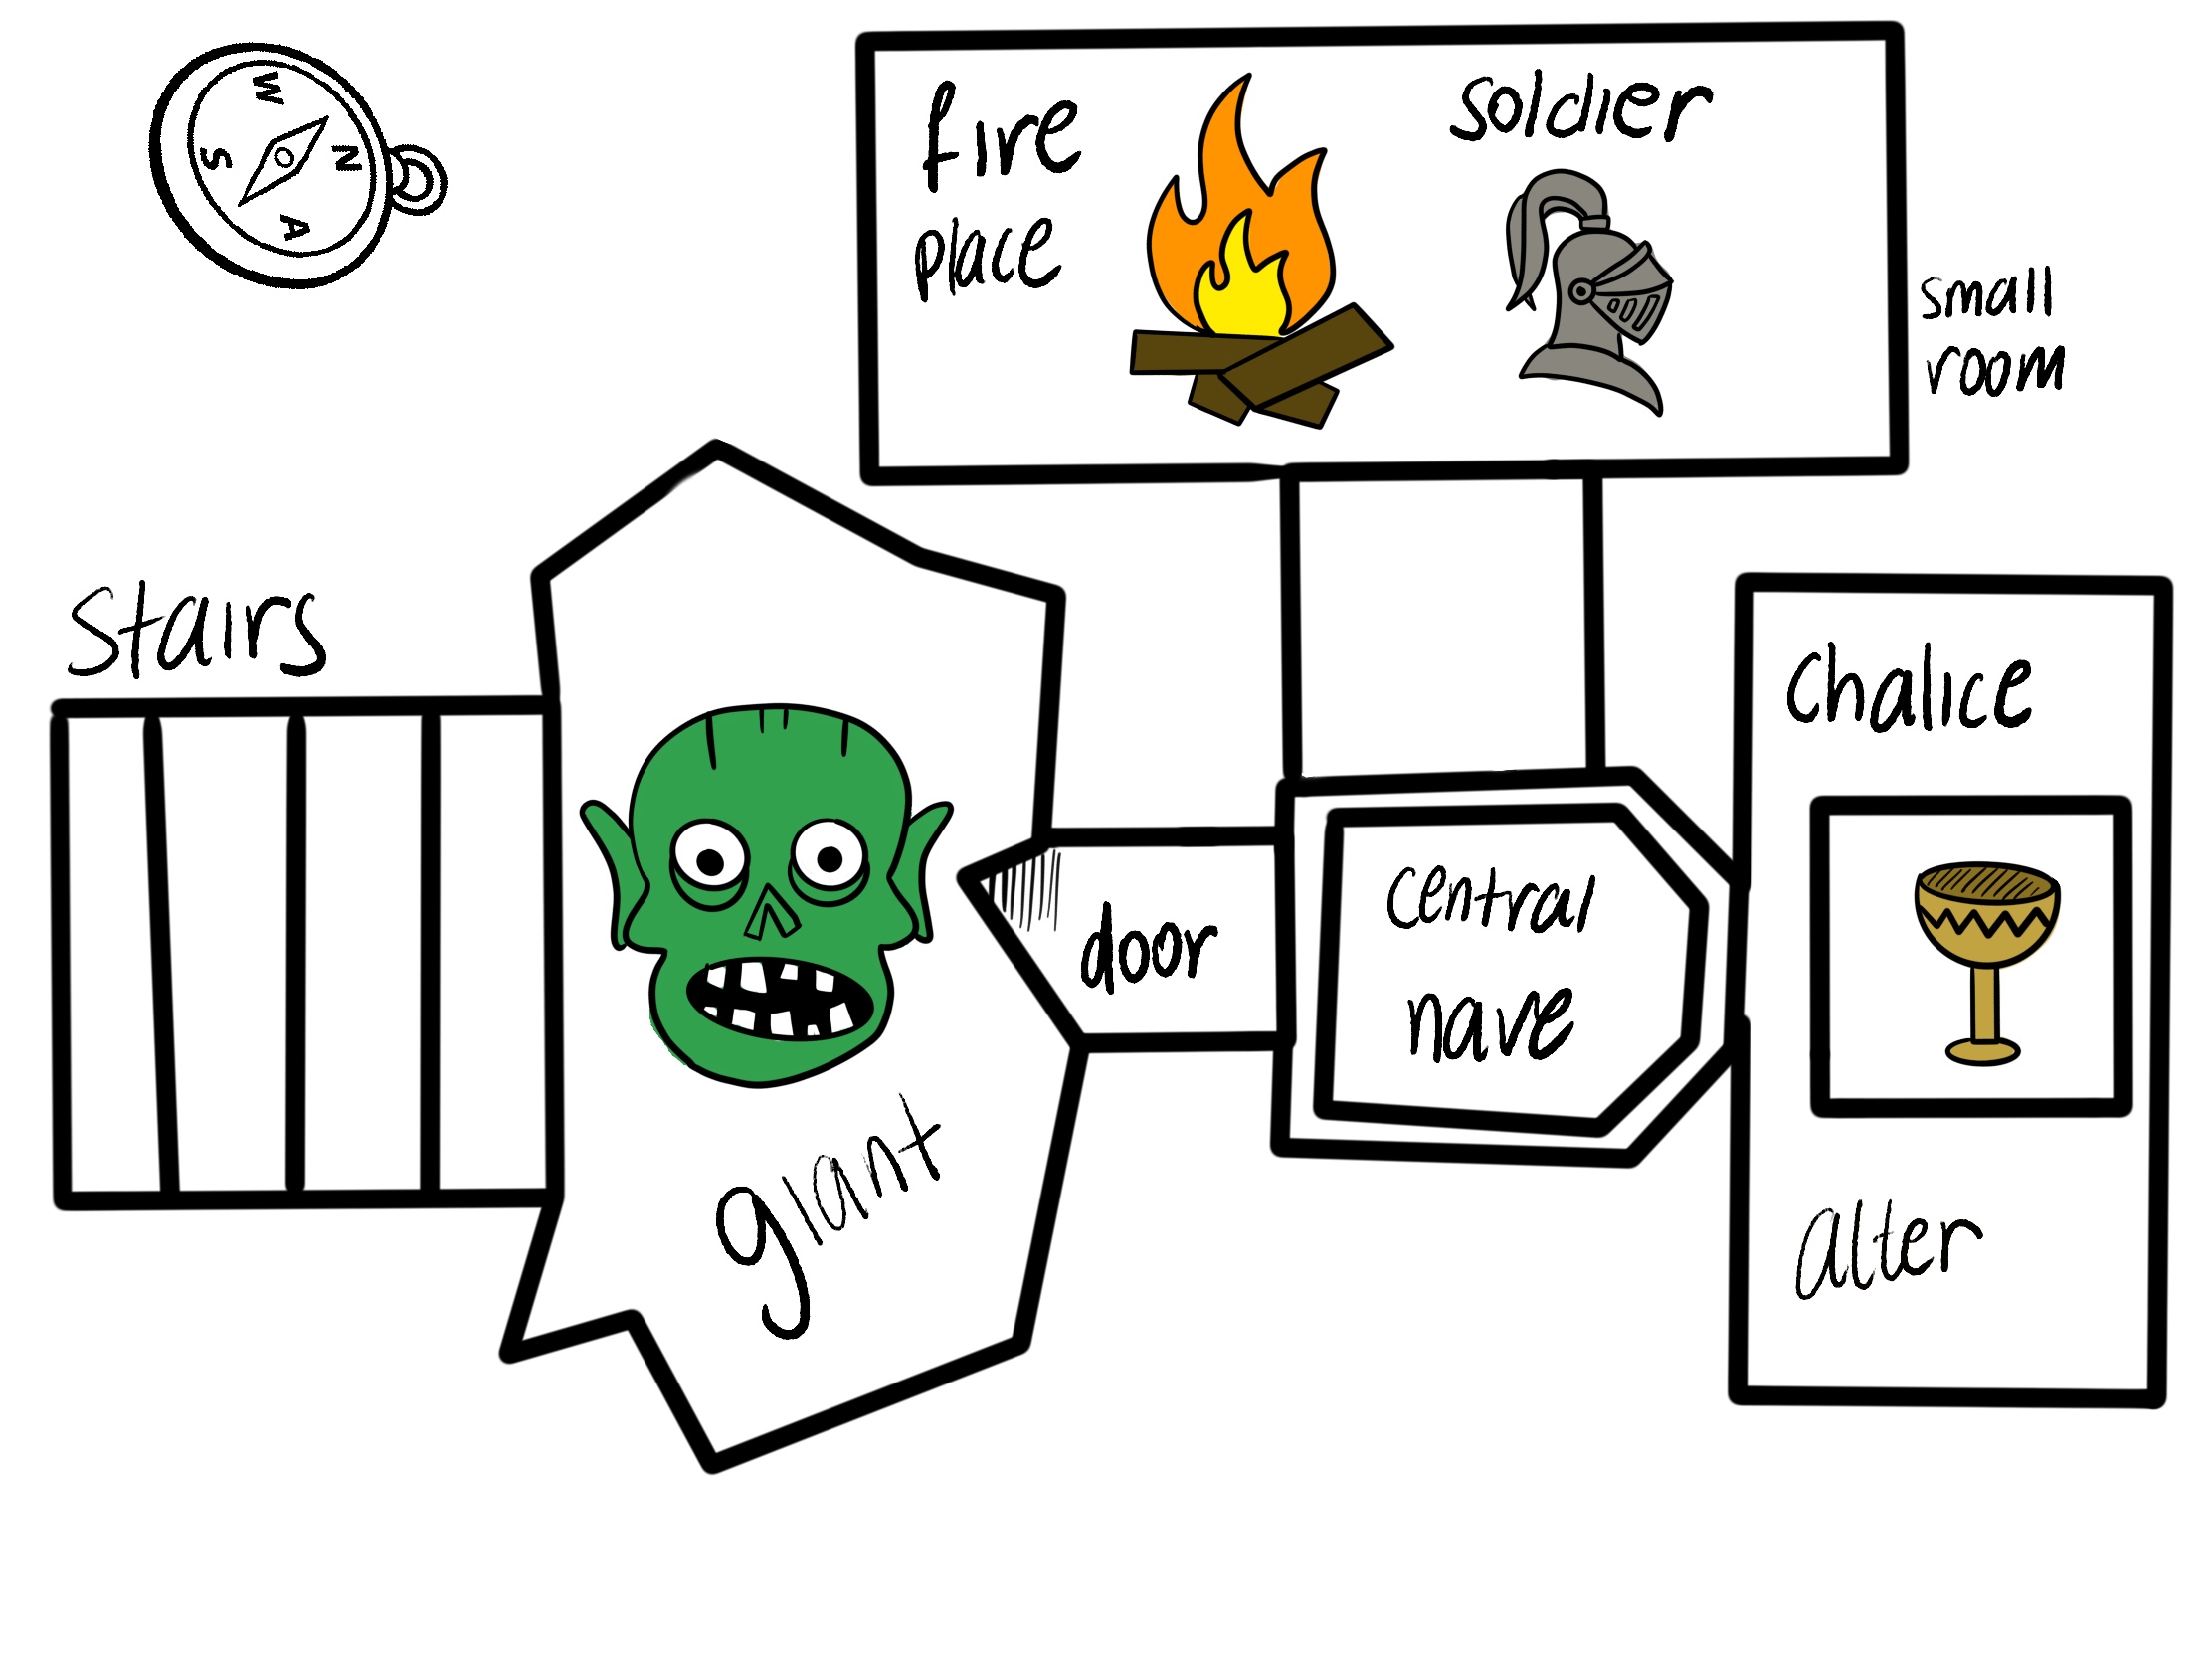 W
N
S
A
fire
place
soldier
small
room
stairs
chalice
door
central
nave
giant
alter